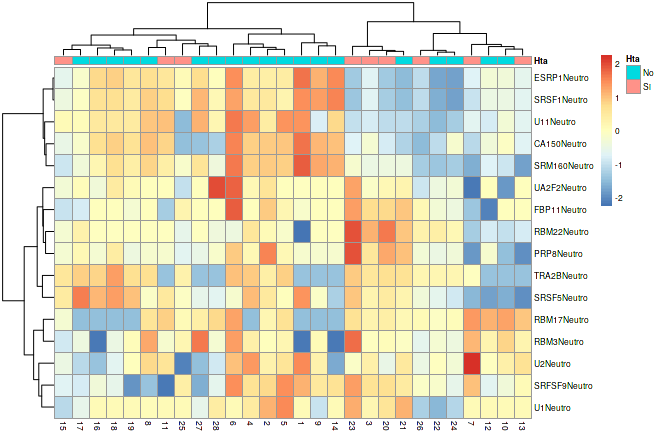 Hta
ESRP1Neutro
SRSF1Neutro
U11Neutro
CA150Neutro
SRM160Neutro
UA2F2Neutro
FBP11Neutro
RBM22Neutro
PRP8Neutro
TRA2BNeutro
SRSF5Neutro
RBM17Neutro
RBM3Neutro
U2Neutro
SRFSF9Neutro
U1Neutro
15 17 16 18 19 8 11 25 27 28 6 4 2 5 1 9 14 23 3 20 21 26 22 24 7 12 10 13
2
1
0
-1
-2
Hta
No
SI